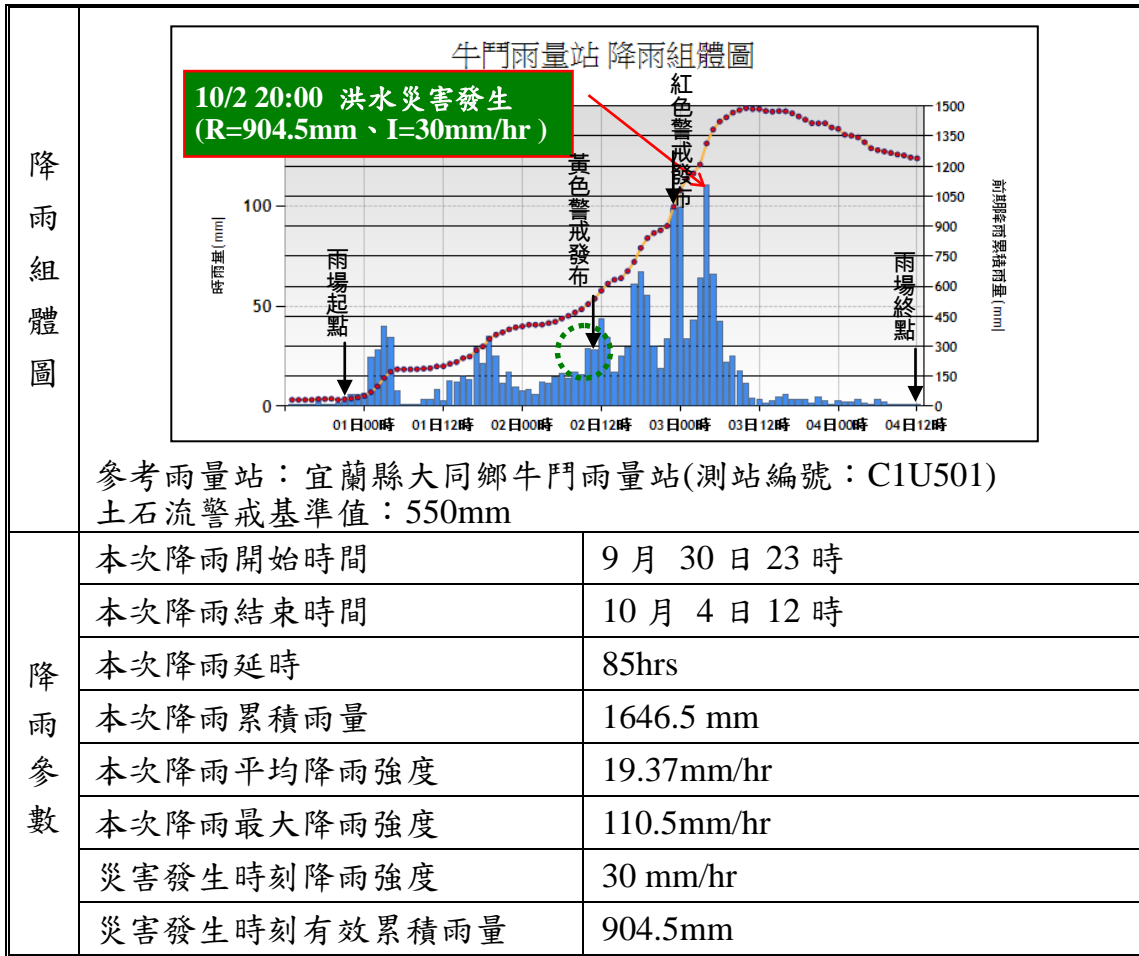 降雨組體圖
牛鬥雨量站 降雨組體圖
10/2 20:00 洪水災害發生
(R=904.5mm、I=30mm/hr )
紅色警戒發布
黃色警戒發布
雨場起點
雨場終點
時雨量(mm)
100
50
0
前期降雨累積雨量(mm)
1500
1350
1200
1050
900
750
600
450
300
150
0
01日00時 01日12時 02日00時 02日12時 03日00時 03日12時 04日00時 04日12時
參考雨量站：宜蘭縣大同鄉牛鬥雨量站(測站編號：C1U501)
土石流警戒基準值：550mm
降雨參數
本次降雨開始時間 9 月 30 日 23 時
本次降雨結束時間 10 月 4 日 12 時
本次降雨延時 85hrs
本次降雨累積雨量 1646.5 mm
本次降雨平均降雨強度 19.37mm/hr
本次降雨最大降雨強度 110.5mm/hr
災害發生時刻降雨強度 30 mm/hr
災害發生時刻有效累積雨量 904.5mm